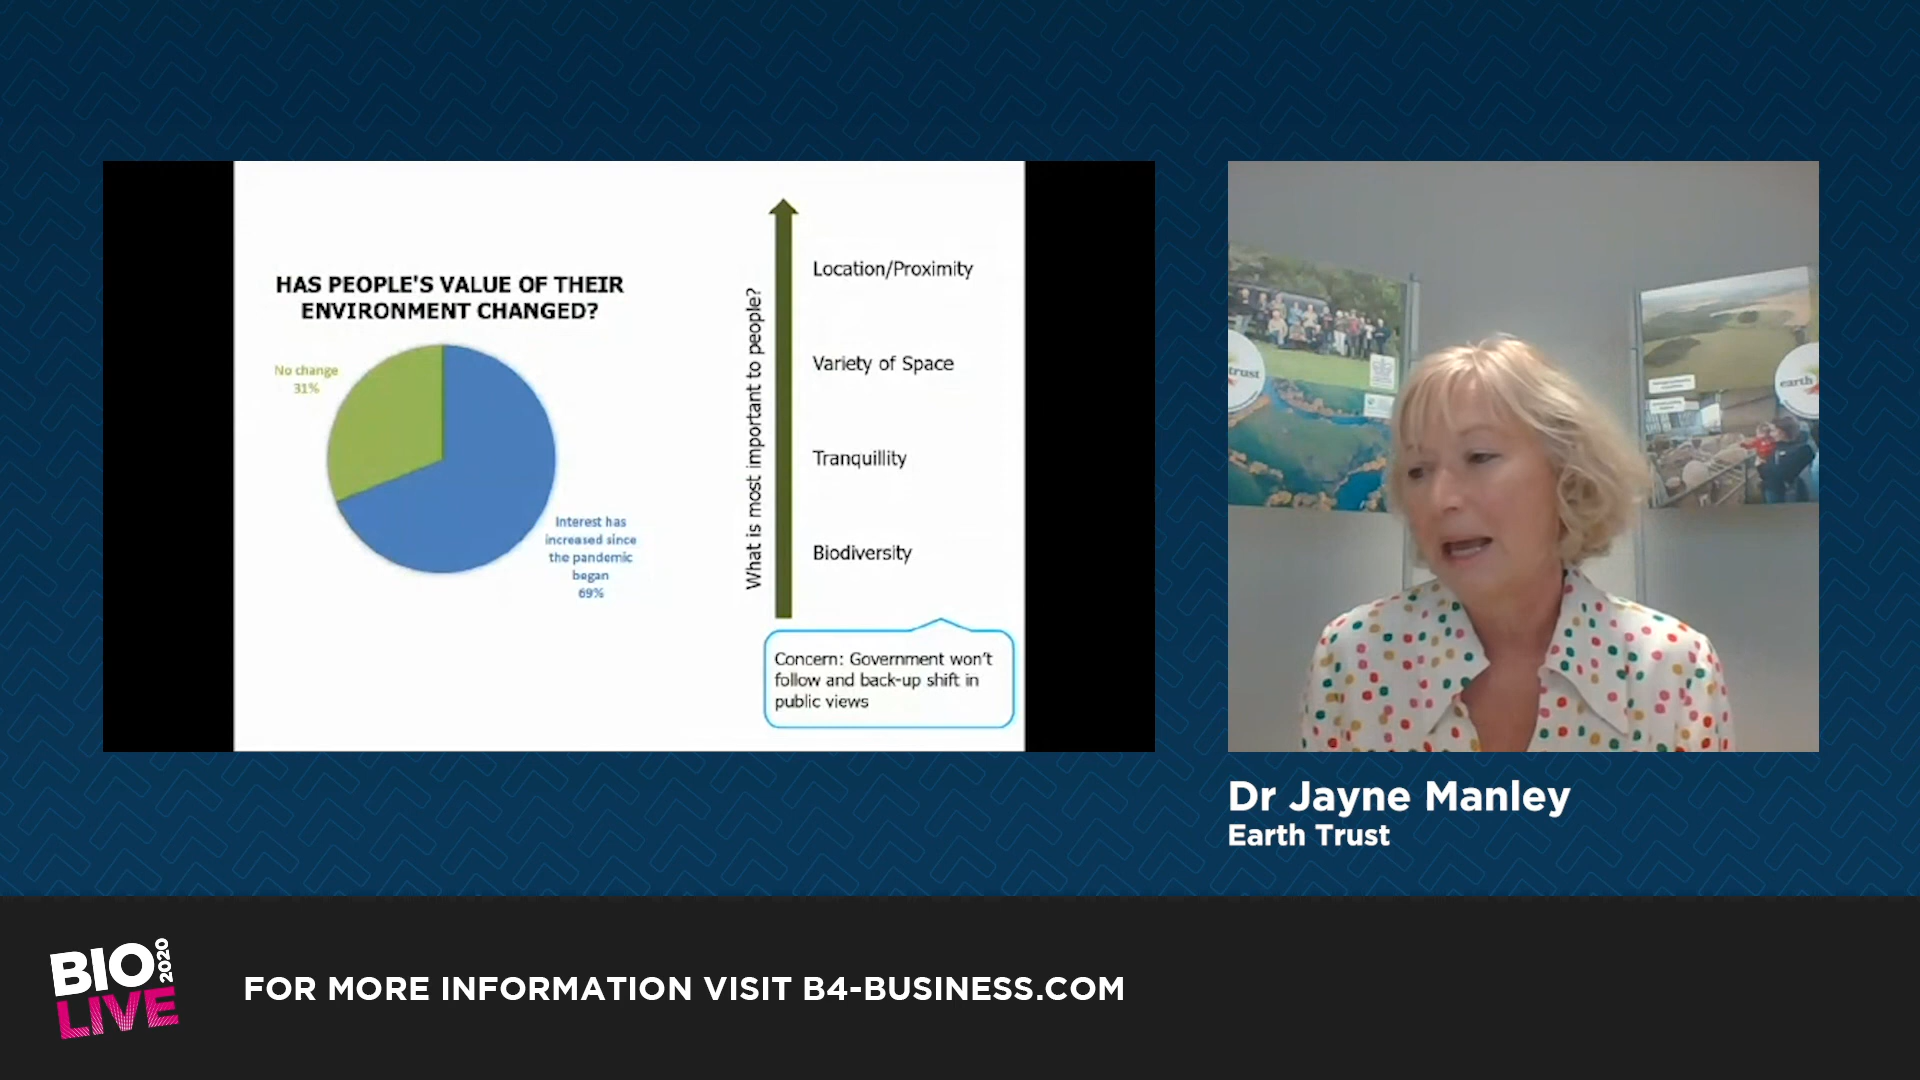 HAS PEOPLE'S VALUE OF THEIR
ENVIRONMENT CHANGED?
No change
31%
Interest has
increased since
the pandemic
began
69%
What is most important to people?
Location/Proximity
Variety of Space
Tranquillity
Biodiversity
Concern: Government won't
follow and back-up shift in
public views
trust
earth
Dr Jayne Manley
Earth Trust
BIO
2020
LIVE
FOR MORE INFORMATION VISIT B4-BUSINESS.COM